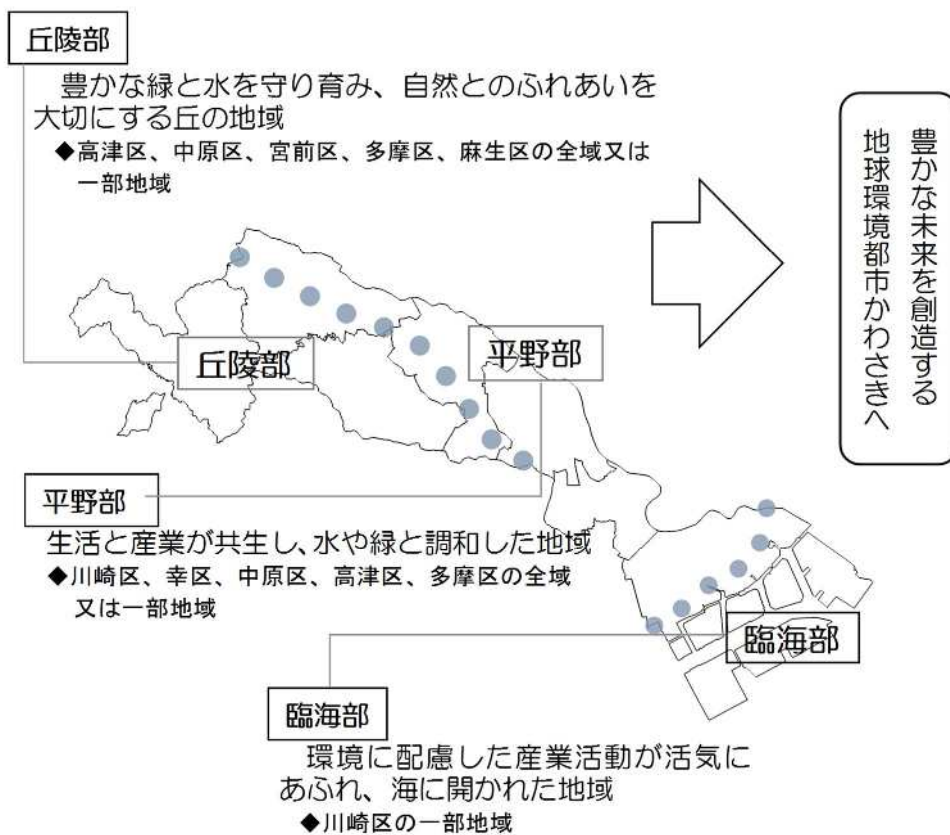 丘陵部
豊かな緑と水を守り育み、自然とのふれあいを
大切にする丘の地域
◆高津区、中原区、宮前区、多摩区、麻生区の全域又は
一部地域
豊かな未来を創造する
地球環境都市かわさきへ
丘陵部
平野部
平野部
生活と産業が共生し、水や緑と調和した地域
◆川崎区、幸区、中原区、高津区、多摩区の全域
又は一部地域
臨海部
臨海部
環境に配慮した産業活動が活気に
あふれ、海に開かれた地域
◆川崎区の一部地域